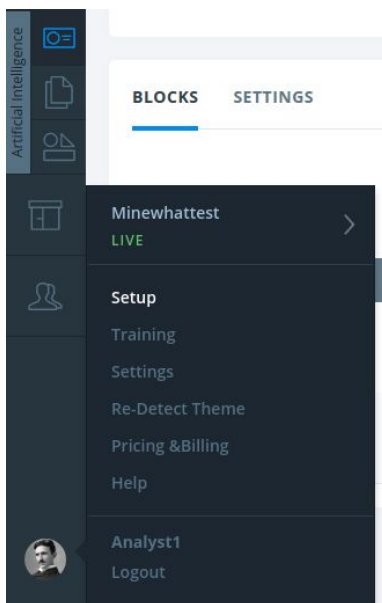 Artificial Intelligence
BLOCKS SETTINGS
Minewhattest
LIVE
Setup
Training
Settings
Re-Detect Theme
Pricing &Billing
Help
Analyst1
Logout